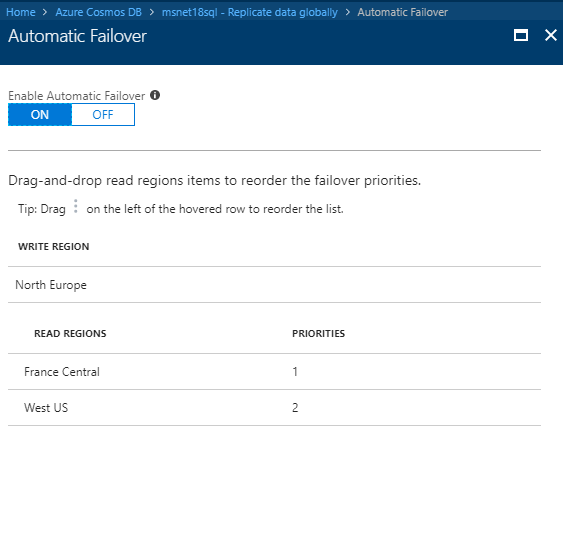 Home > Azure Cosmos DB > msnet18sql - Replicate data globally > Automatic Failover
Automatic Failover
Enable Automatic Failover
ON OFF
Drag-and-drop read regions items to reorder the failover priorities.
Tip: Drag ⋮ on the left of the hovered row to reorder the list.
WRITE REGION
North Europe
READ REGIONS PRIORITIES
France Central 1
West US 2